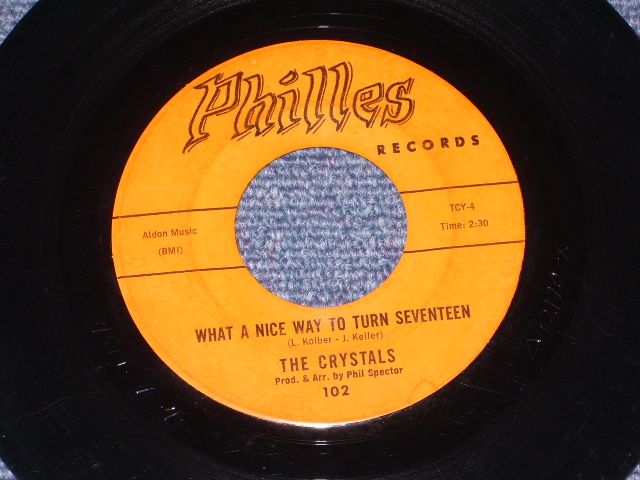 Philles
RECORDS
Aldon Music
(BMI)
TCY-4
Time: 2:30
WHAT A NICE WAY TO TURN SEVENTEEN
(L. Kolber - J. Keller)
THE CRYSTALS
Prod. & Arr. by Phil Spector
102